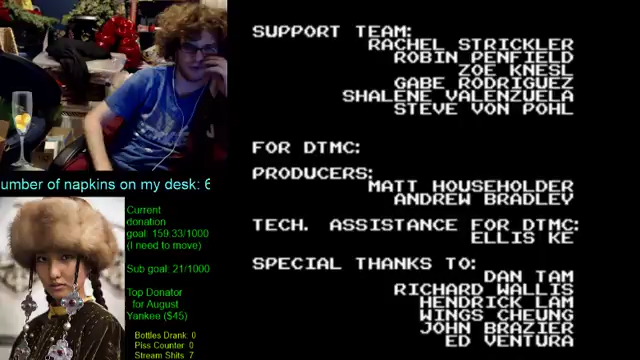 SUPPORT TEAM:
RACHEL STRICKLER
ROBIN PENFIELD
ZOE KNESL
GABE RODRIGUEZ
SHALENE VALENZUELA
STEVE VON POHL
FOR DTMC:
PRODUCERS:
MATT HOUSEHOLDER
ANDREW BRADLEY
TECH. ASSISTANCE FOR DTMC:
ELLIS KE
SPECIAL THANKS TO:
DAN TAM
RICHARD WALLIS
HENDRICK LAM
WINGS CHEUNG
JOHN BRAZIER
ED VENTURA
umber of napkins on my desk: 6
Current
donation
goal: 159.33/1000
(I need to move)
Sub goal: 21/1000
Top Donator
for August
Yankee ($45)
Bottles Drank: 0
Piss Counter: 0
Stream Shits: 7